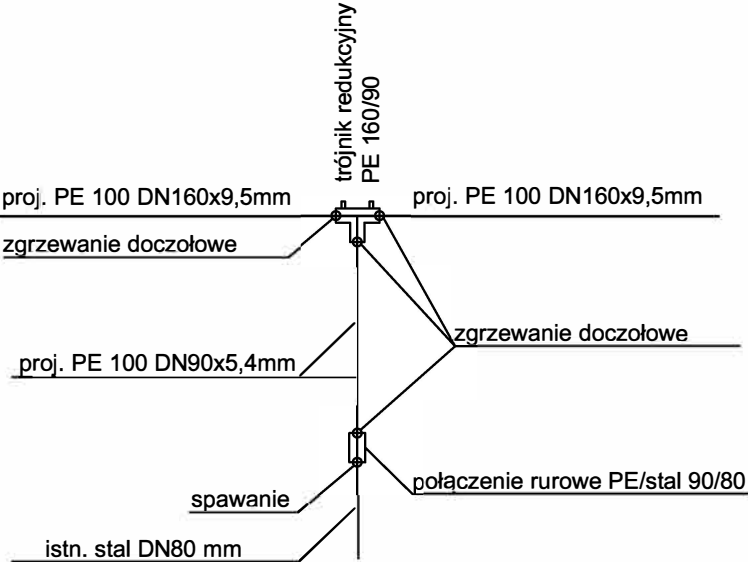 trójnik redukcyjny
PE 160/90
proj. PE 100 DN160x9,5mm
proj. PE 100 DN160x9,5mm
zgrzewanie doczołowe
zgrzewanie doczołowe
proj. PE 100 DN90x5,4mm
połączenie rurowe PE/stal 90/80
spawanie
istn. stal DN80 mm